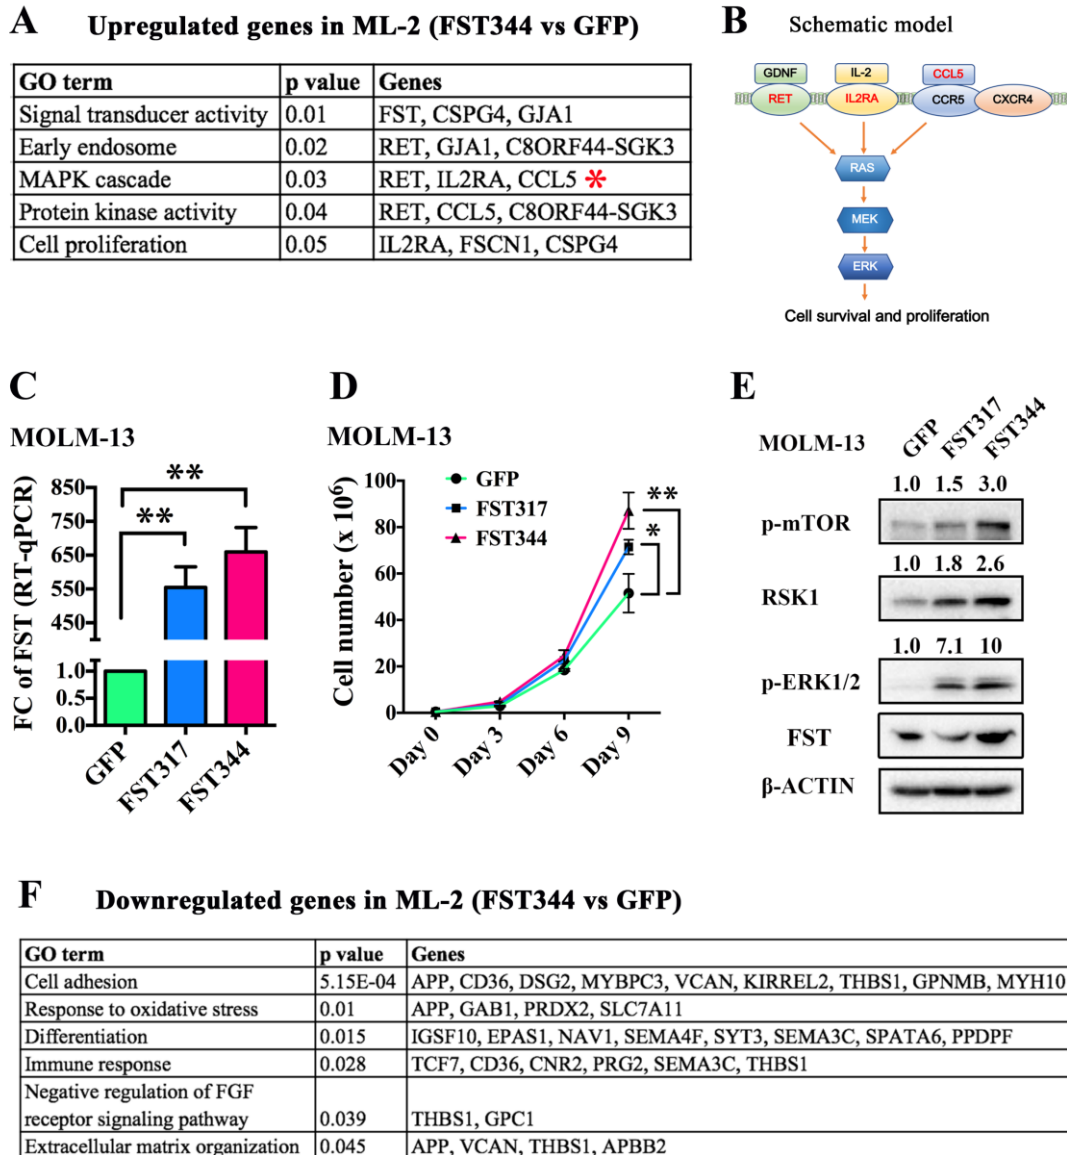 A Upregulated genes in ML-2 (FST344 vs GFP)
GO term p value Genes
Signal transducer activity 0.01 FST, CSPG4, GJA1
Early endosome 0.02 RET, GJA1, C8ORF44-SGK3
MAPK cascade 0.03 RET, IL2RA, CCL5 *
Protein kinase activity 0.04 RET, CCL5, C8ORF44-SGK3
Cell proliferation 0.05 IL2RA, FSCN1, CSPG4
B Schematic model
GDNF IL-2 CCL5
RET IL2RA CCR5 CXCR4
RAS
MEK
ERK
Cell survival and proliferation
C
MOLM-13
FC of FST (RT-qPCR)
850
750
650
550
450
1.0
0.5
0.0
** **
GFP FST317 FST344
D
MOLM-13
Cell number (x 10⁶)
100
80
60
40
20
0
GFP
FST317
FST344
** *
Day 0 Day 3 Day 6 Day 9
E
MOLM-13 GFP FST317 FST344
1.0 1.5 3.0
p-mTOR
1.0 1.8 2.6
RSK1
1.0 7.1 10
p-ERK1/2
FST
β-ACTIN
F Downregulated genes in ML-2 (FST344 vs GFP)
GO term p value Genes
Cell adhesion 5.15E-04 APP, CD36, DSG2, MYBPC3, VCAN, KIRREL2, THBS1, GPNMB, MYH10
Response to oxidative stress 0.01 APP, GAB1, PRDX2, SLC7A11
Differentiation 0.015 IGSF10, EPAS1, NAV1, SEMA4F, SYT3, SEMA3C, SPATA6, PPDPF
Immune response 0.028 TCF7, CD36, CNR2, PRG2, SEMA3C, THBS1
Negative regulation of FGF
receptor signaling pathway 0.039 THBS1, GPC1
Extracellular matrix organization 0.045 APP, VCAN, THBS1, APBB2